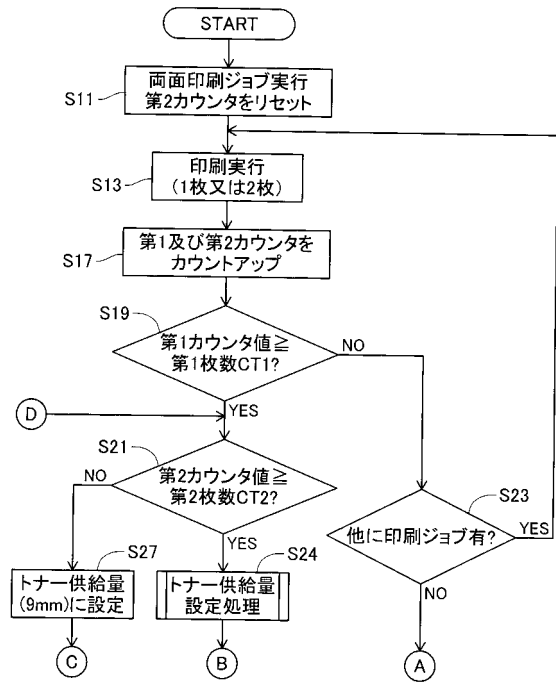 START
S11
両面印刷ジョブ実行
第2カウンタをリセット
S13
印刷実行
(1枚又は2枚)
S17
第1及び第2カウンタを
カウントアップ
S19
第1カウンタ値≧
第1枚数CT1?
NO
YES
D
S21
第2カウンタ値≧
第2枚数CT2?
NO
YES
S23
他に印刷ジョブ有?
YES
NO
S27
トナー供給量
(9mm)に設定
S24
トナー供給量
設定処理
C
B
A